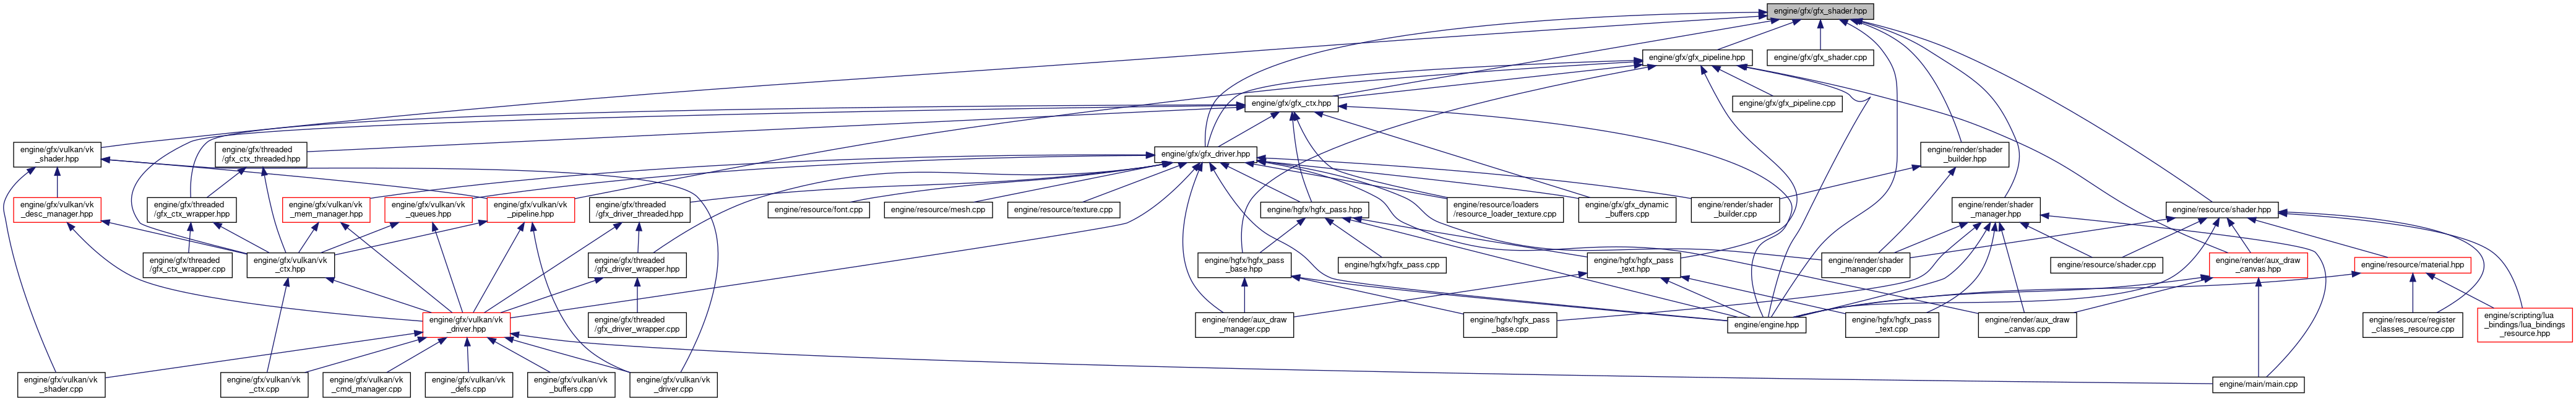 engine/gfx/gfx_shader.hpp
engine/gfx/gfx_pipeline.hpp
engine/gfx/gfx_shader.cpp
engine/gfx/gfx_ctx.hpp
engine/gfx/gfx_pipeline.cpp
engine/gfx/vulkan/vk
_shader.hpp
engine/gfx/threaded
/gfx_ctx_threaded.hpp
engine/gfx/gfx_driver.hpp
engine/render/shader
_builder.hpp
engine/gfx/vulkan/vk
_desc_manager.hpp
engine/gfx/threaded
/gfx_ctx_wrapper.hpp
engine/gfx/vulkan/vk
_mem_manager.hpp
engine/gfx/vulkan/vk
_queues.hpp
engine/gfx/vulkan/vk
_pipeline.hpp
engine/gfx/threaded
/gfx_driver_threaded.hpp
engine/resource/font.cpp
engine/resource/mesh.cpp
engine/resource/texture.cpp
engine/hgfx/hgfx_pass.hpp
engine/resource/loaders
/resource_loader_texture.cpp
engine/gfx/gfx_dynamic
_buffers.cpp
engine/render/shader
_builder.cpp
engine/render/shader
_manager.hpp
engine/resource/shader.hpp
engine/gfx/threaded
/gfx_ctx_wrapper.cpp
engine/gfx/vulkan/vk
_ctx.hpp
engine/gfx/threaded
/gfx_driver_wrapper.hpp
engine/hgfx/hgfx_pass
_base.hpp
engine/hgfx/hgfx_pass.cpp
engine/hgfx/hgfx_pass
_text.hpp
engine/render/shader
_manager.cpp
engine/resource/shader.cpp
engine/render/aux_draw
_canvas.hpp
engine/resource/material.hpp
engine/gfx/vulkan/vk
_driver.hpp
engine/gfx/threaded
/gfx_driver_wrapper.cpp
engine/render/aux_draw
_manager.cpp
engine/hgfx/hgfx_pass
_base.cpp
engine/engine.hpp
engine/hgfx/hgfx_pass
_text.cpp
engine/render/aux_draw
_canvas.cpp
engine/resource/register
_classes_resource.cpp
engine/scripting/lua
_bindings/lua_bindings
_resource.hpp
engine/gfx/vulkan/vk
_shader.cpp
engine/gfx/vulkan/vk
_ctx.cpp
engine/gfx/vulkan/vk
_cmd_manager.cpp
engine/gfx/vulkan/vk
_defs.cpp
engine/gfx/vulkan/vk
_buffers.cpp
engine/gfx/vulkan/vk
_driver.cpp
engine/main/main.cpp